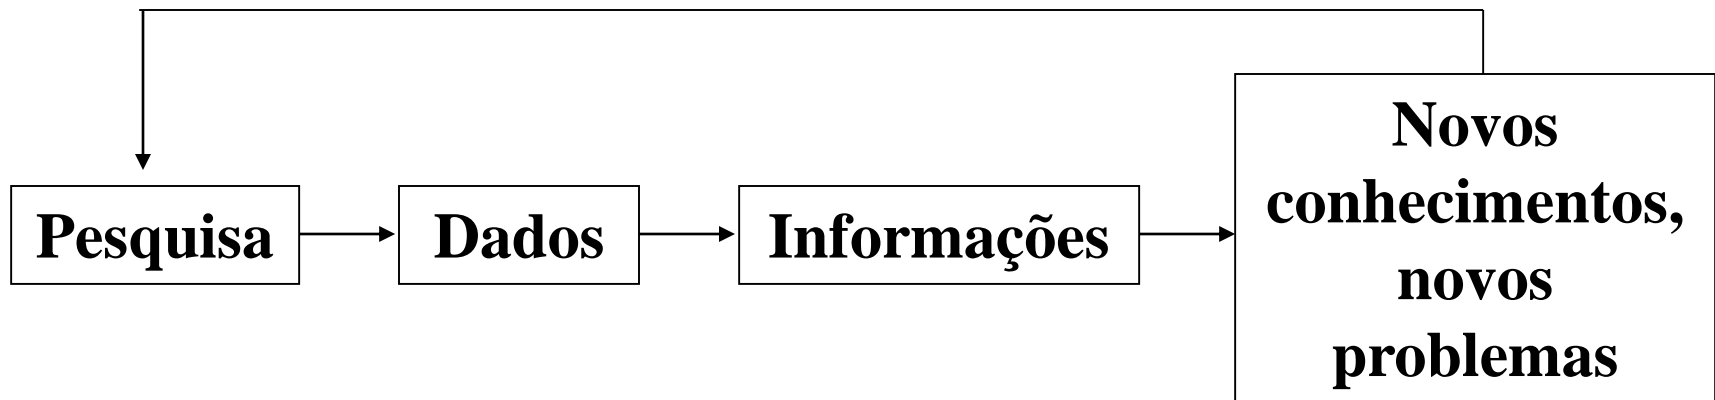 Pesquisa
Dados
Informações
Novos
conhecimentos,
novos
problemas